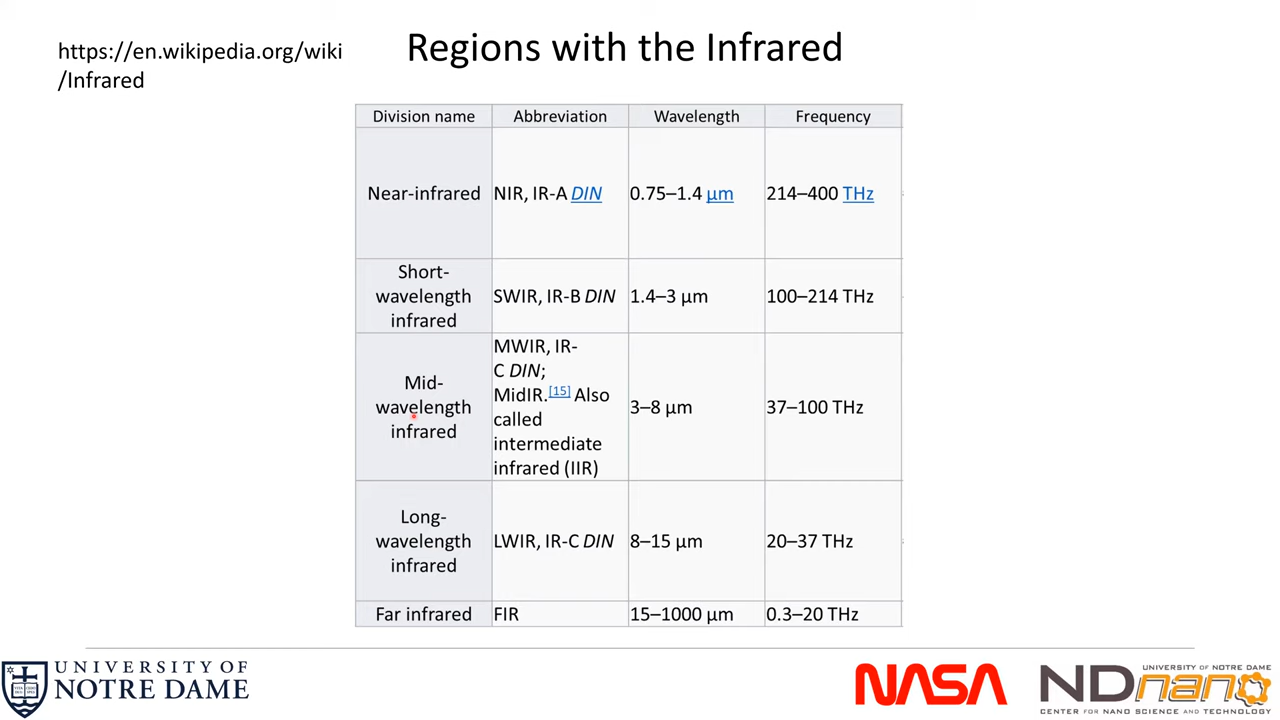 https://en.wikipedia.org/wiki
/Infrared
Regions with the Infrared
Division name Abbreviation Wavelength Frequency
Near-infrared NIR, IR-A DIN 0.75–1.4 µm 214–400 THz
Short-
wavelength
infrared
SWIR, IR-B DIN 1.4–3 µm 100–214 THz
Mid-
wavelength
infrared
MWIR, IR-
C DIN;
MidIR.[15] Also
called
intermediate
infrared (IIR)
3–8 µm 37–100 THz
Long-
wavelength
infrared
LWIR, IR-C DIN 8–15 µm 20–37 THz
Far infrared FIR 15–1000 µm 0.3–20 THz
UNIVERSITY OF
NOTRE DAME
NASA
UNIVERSITY OF NOTRE DAME
NDnano
CENTER FOR NANO SCIENCE AND TECHNOLOGY